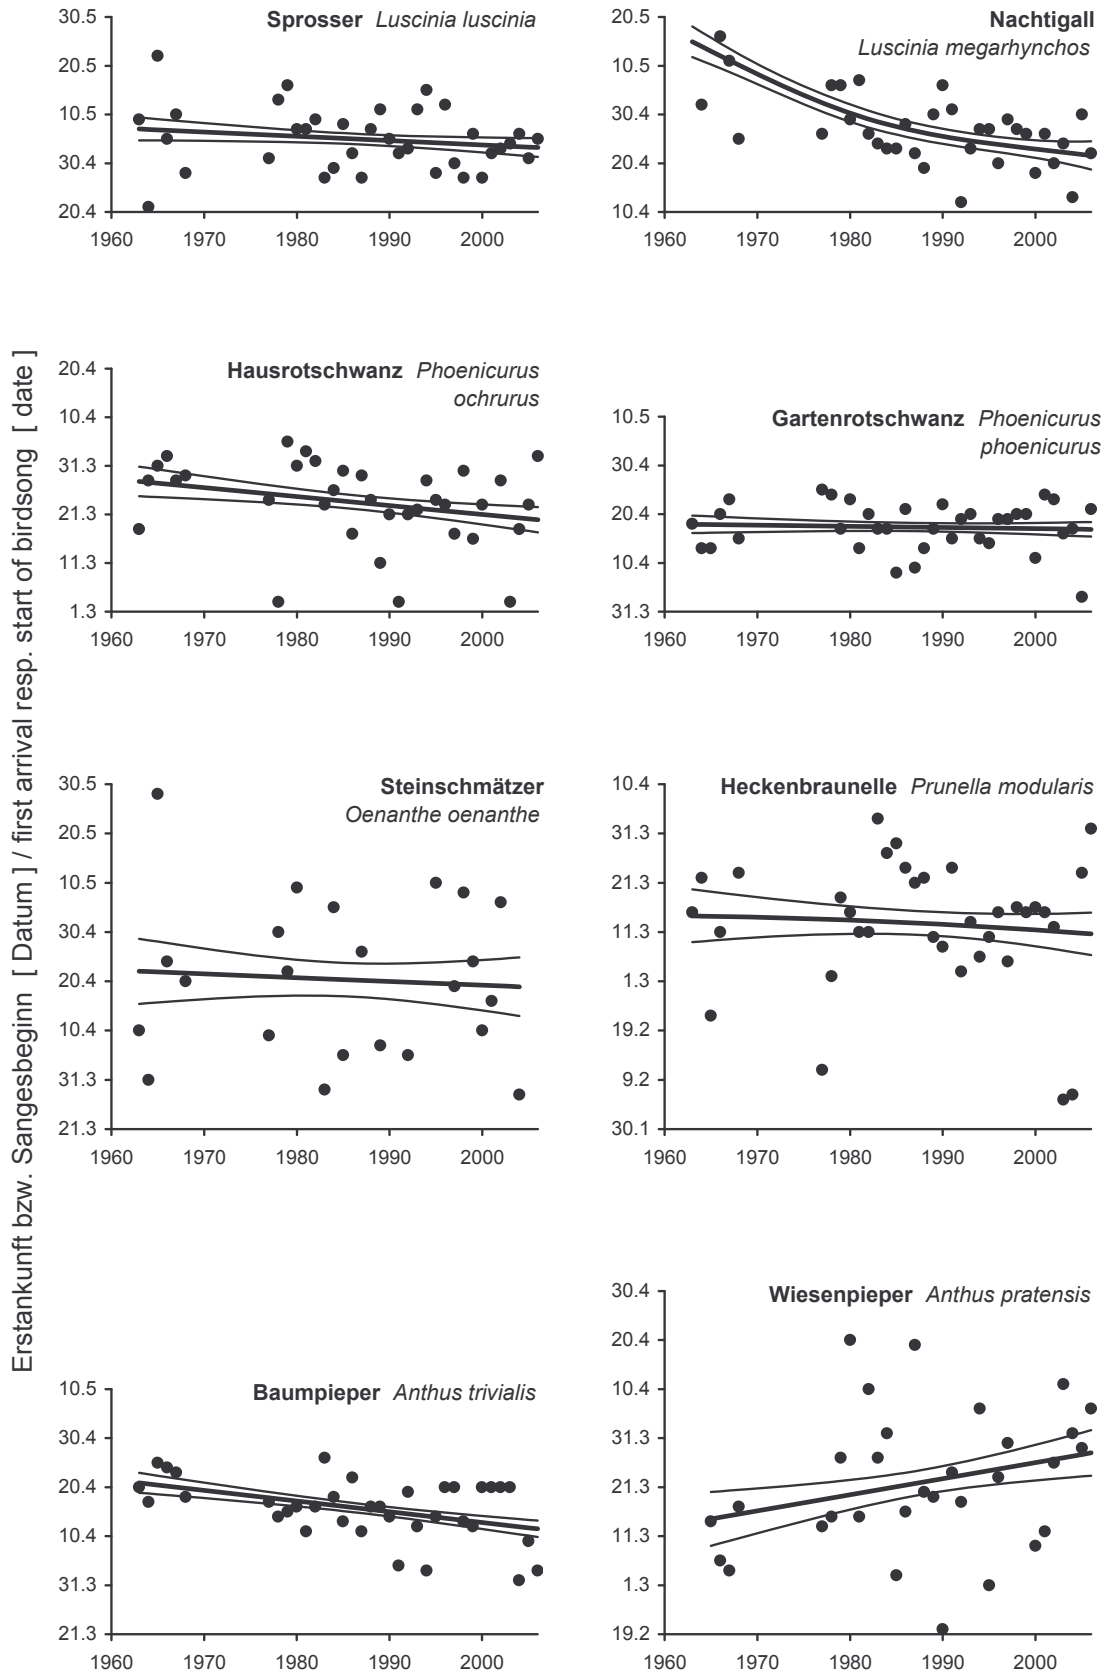 Erstankunft bzw. Sangesbeginn [ Datum ] / first arrival resp. start of birdsong [ date ]
Sprosser Luscinia luscinia
30.5
20.5
10.5
30.4
20.4
1960 1970 1980 1990 2000
Nachtigall
Luscinia megarhynchos
20.5
10.5
30.4
20.4
10.4
1960 1970 1980 1990 2000
Hausrotschwanz Phoenicurus
ochrurus
20.4
10.4
31.3
21.3
11.3
1.3
1960 1970 1980 1990 2000
Gartenrotschwanz Phoenicurus
phoenicurus
10.5
30.4
20.4
10.4
31.3
1960 1970 1980 1990 2000
Steinschmätzer
Oenanthe oenanthe
30.5
20.5
10.5
30.4
20.4
10.4
31.3
21.3
1960 1970 1980 1990 2000
Heckenbraunelle Prunella modularis
10.4
31.3
21.3
11.3
1.3
19.2
9.2
30.1
1960 1970 1980 1990 2000
Baumpieper Anthus trivialis
10.5
30.4
20.4
10.4
31.3
21.3
1960 1970 1980 1990 2000
Wiesenpieper Anthus pratensis
30.4
20.4
10.4
31.3
21.3
11.3
1.3
19.2
1960 1970 1980 1990 2000